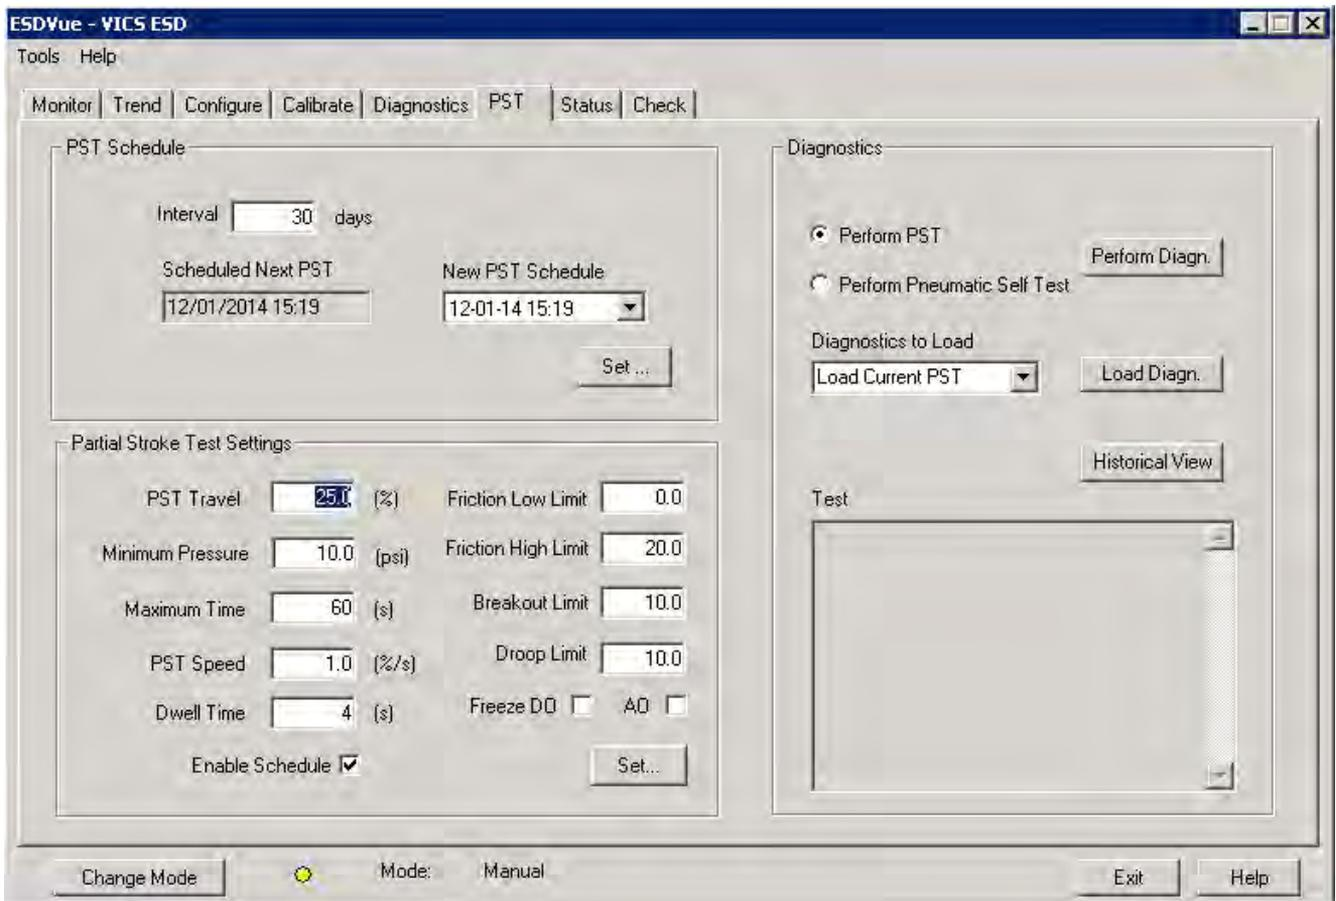 ESDVue - VICS ESD
Tools Help
Monitor Trend Configure Calibrate Diagnostics PST Status Check
PST Schedule
Interval 30 days
Scheduled Next PST
12/01/2014 15:19
New PST Schedule
12-01-14 15:19
Set ...
Partial Stroke Test Settings
PST Travel 25.0 (%)
Minimum Pressure 10.0 (psi)
Maximum Time 60 (s)
PST Speed 1.0 (%/s)
Dwell Time 4 (s)
Enable Schedule
Friction Low Limit 0.0
Friction High Limit 20.0
Breakout Limit 10.0
Droop Limit 10.0
Freeze DO AO
Set...
Diagnostics
Perform PST
Perform Pneumatic Self Test
Perform Diagn.
Diagnostics to Load
Load Current PST
Load Diagn.
Historical View
Test
Change Mode
Mode: Manual
Exit
Help